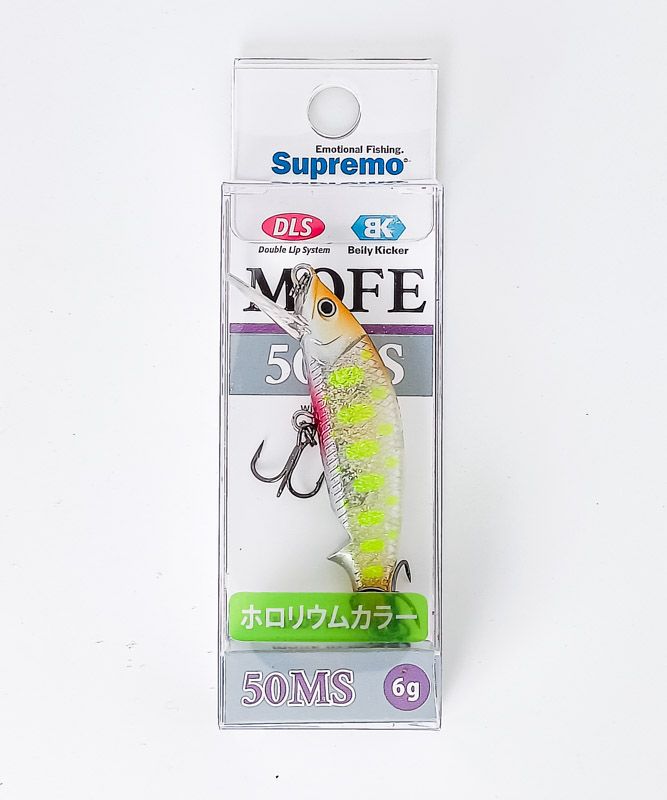 Emotional Fishing.
Supremo
DLS BK
Double Lip System Belly Kicker
MOFE
50MS
ホロリウムカラー
50MS 6g